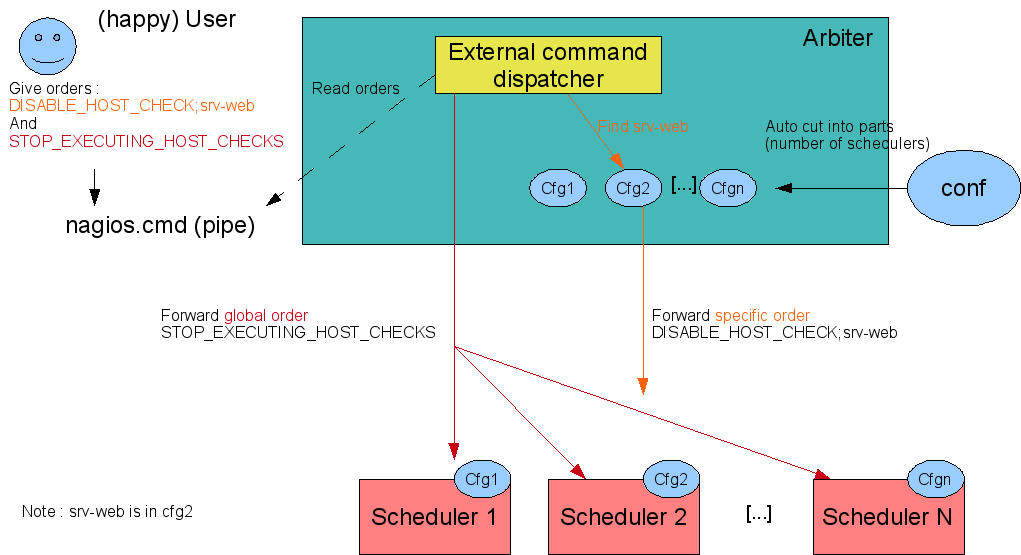 (happy) User
Give orders :
DISABLE_HOST_CHECK;srv-web
And
STOP_EXECUTING_HOST_CHECKS
nagios.cmd (pipe)
Read orders
Arbiter
External command
dispatcher
Find srv-web
Auto cut into parts
(number of schedulers)
Cfg1
Cfg2
[...]
Cfgn
conf
Forward global order
STOP_EXECUTING_HOST_CHECKS
Forward specific order
DISABLE_HOST_CHECK;srv-web
Note : srv-web is in cfg2
Cfg1
Scheduler 1
Cfg2
Scheduler 2
[...]
Cfgn
Scheduler N